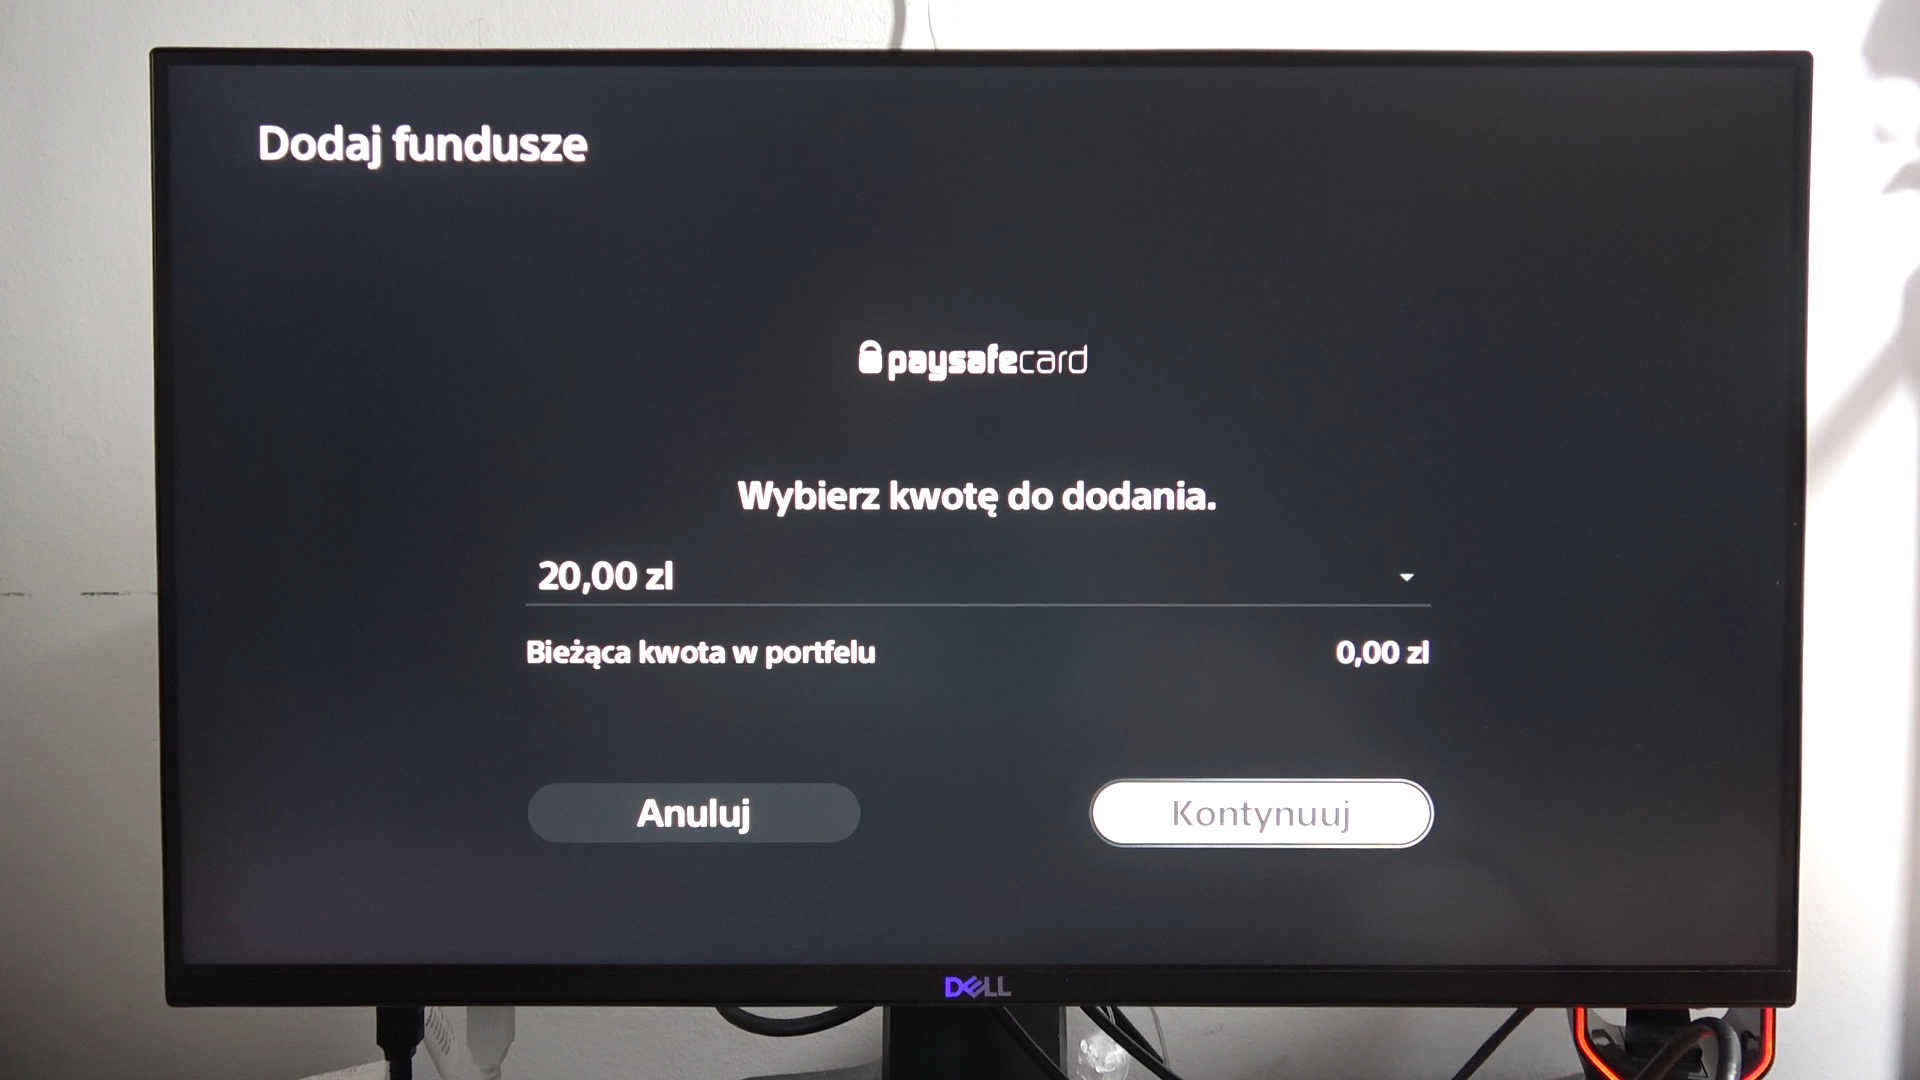 Dodaj fundusze
paysafecard
Wybierz kwotę do dodania.
20,00 zl
Bieżąca kwota w portfelu 0,00 zl
Anuluj Kontynuuj
DELL